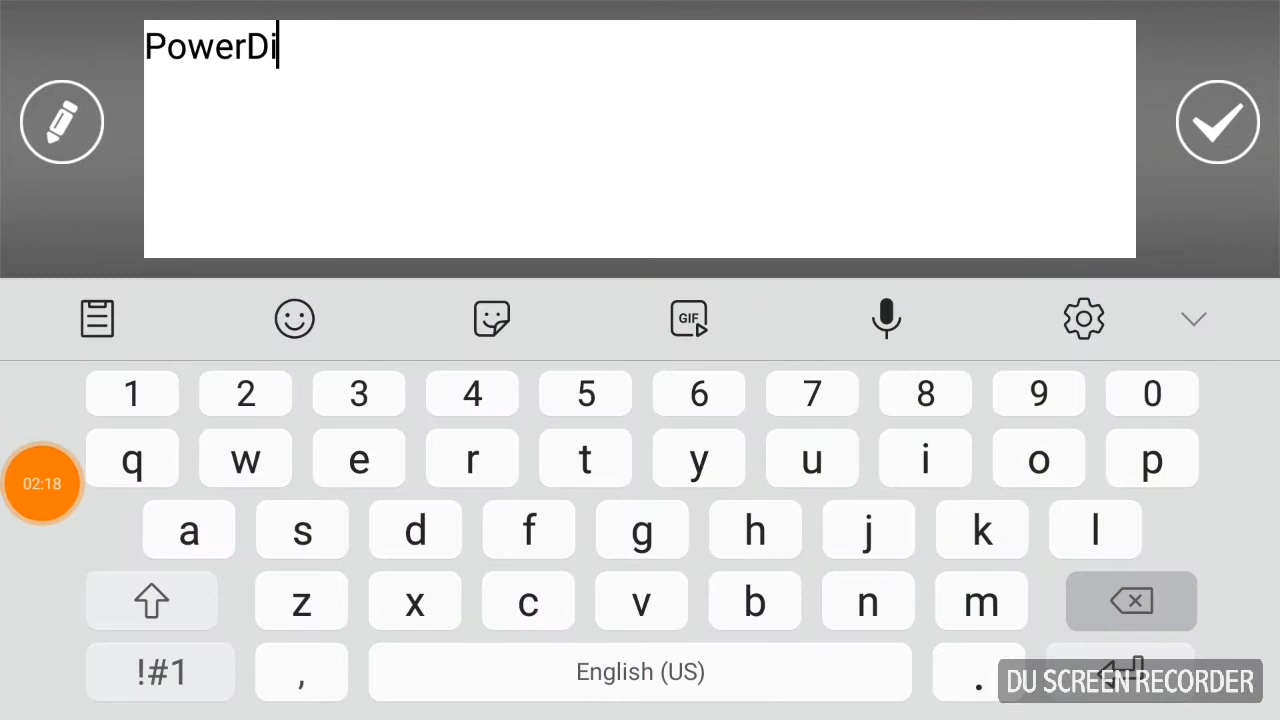 PowerDi
GIF
1 2 3 4 5 6 7 8 9 0
q w e r t y u i o p
02:18
a s d f g h j k l
z x c v b n m
!#1 , English (US) .
DU SCREEN RECORDER